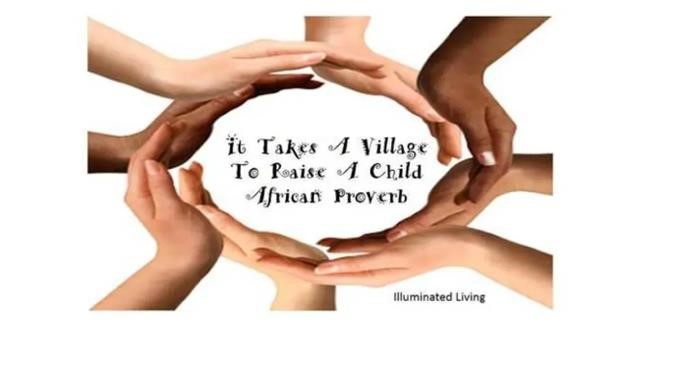 It Takes A Village
To Raise A Child
African Proverb
Illuminated Living